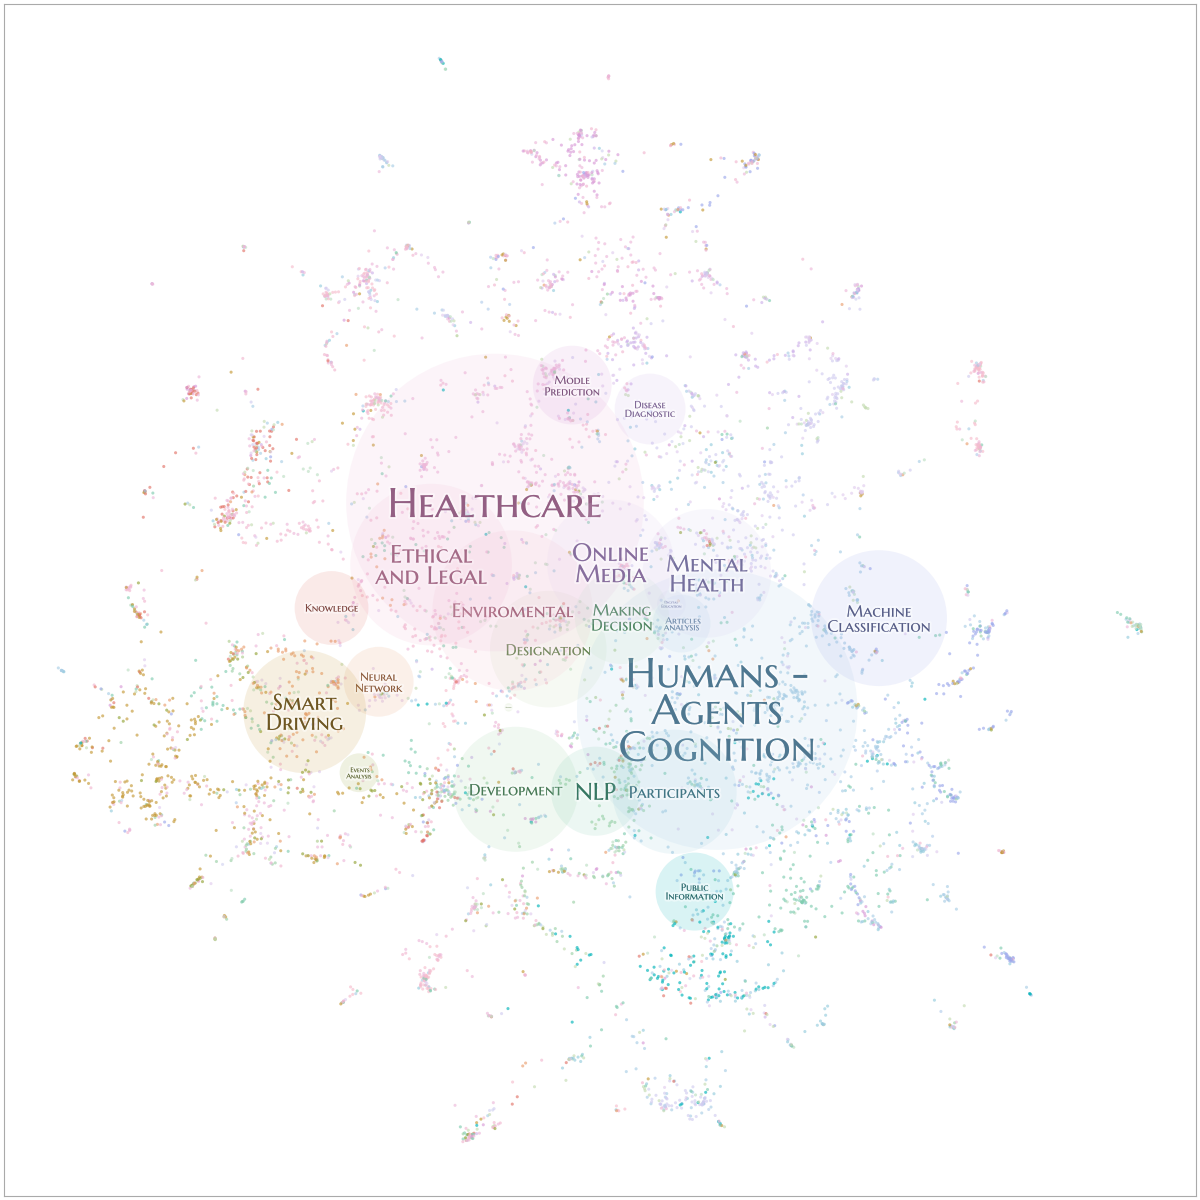 Modle
Prediction
Disease
Diagnostic
Healthcare
Ethical
and Legal
Online
Media
Mental
Health
Knowledge
Enviromental
Making
Decision
Articles
Analysis
Machine
Classification
Designation
Neural
Network
Smart
Driving
Humans -
Agents
Cognition
Events
Analysis
Development
NLP
Participants
Public
Information